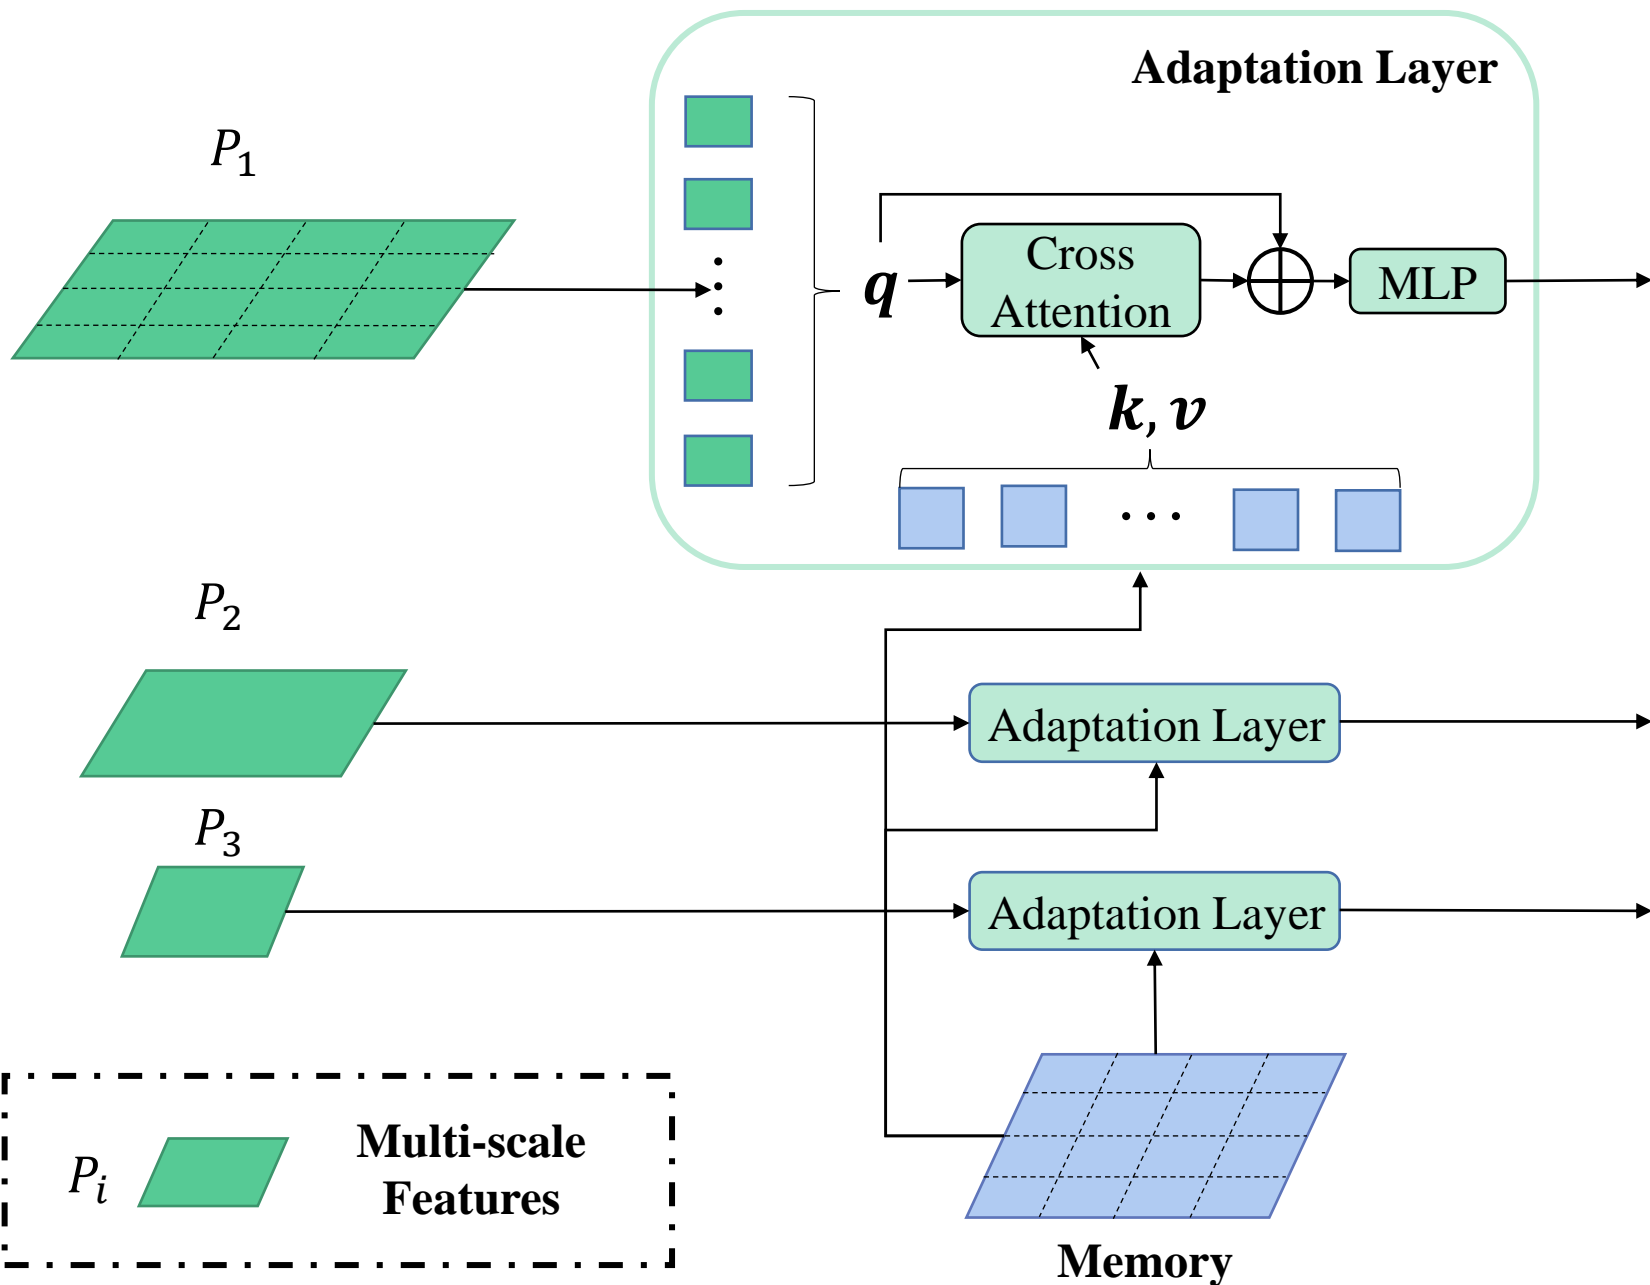 Adaptation Layer
P₁
q
Cross
Attention
MLP
k, v
...
P₂
Adaptation Layer
P₃
Adaptation Layer
Pᵢ
Multi-scale
Features
Memory